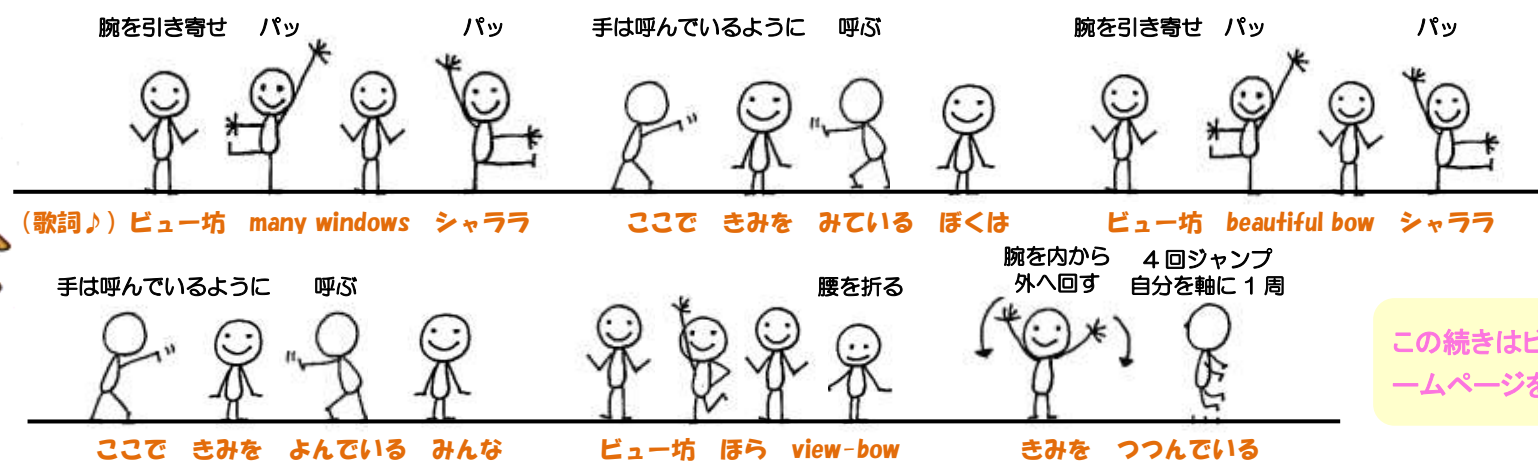 腕を引き寄せ パッ パッ 手は呼んでいるように 呼ぶ 腕を引き寄せ パッ パッ
(歌詞♪) ビュー坊 many windows シャララ ここで きみを みている ぼくは ビュー坊 beautiful bow シャララ
手は呼んでいるように 呼ぶ 腰を折る
腕を内から
外へ回す
4回ジャンプ
自分を軸に1周
ここで きみを よんでいる みんな ビュー坊 ほら view-bow きみを つつんでいる
この続きはビ
ームページを